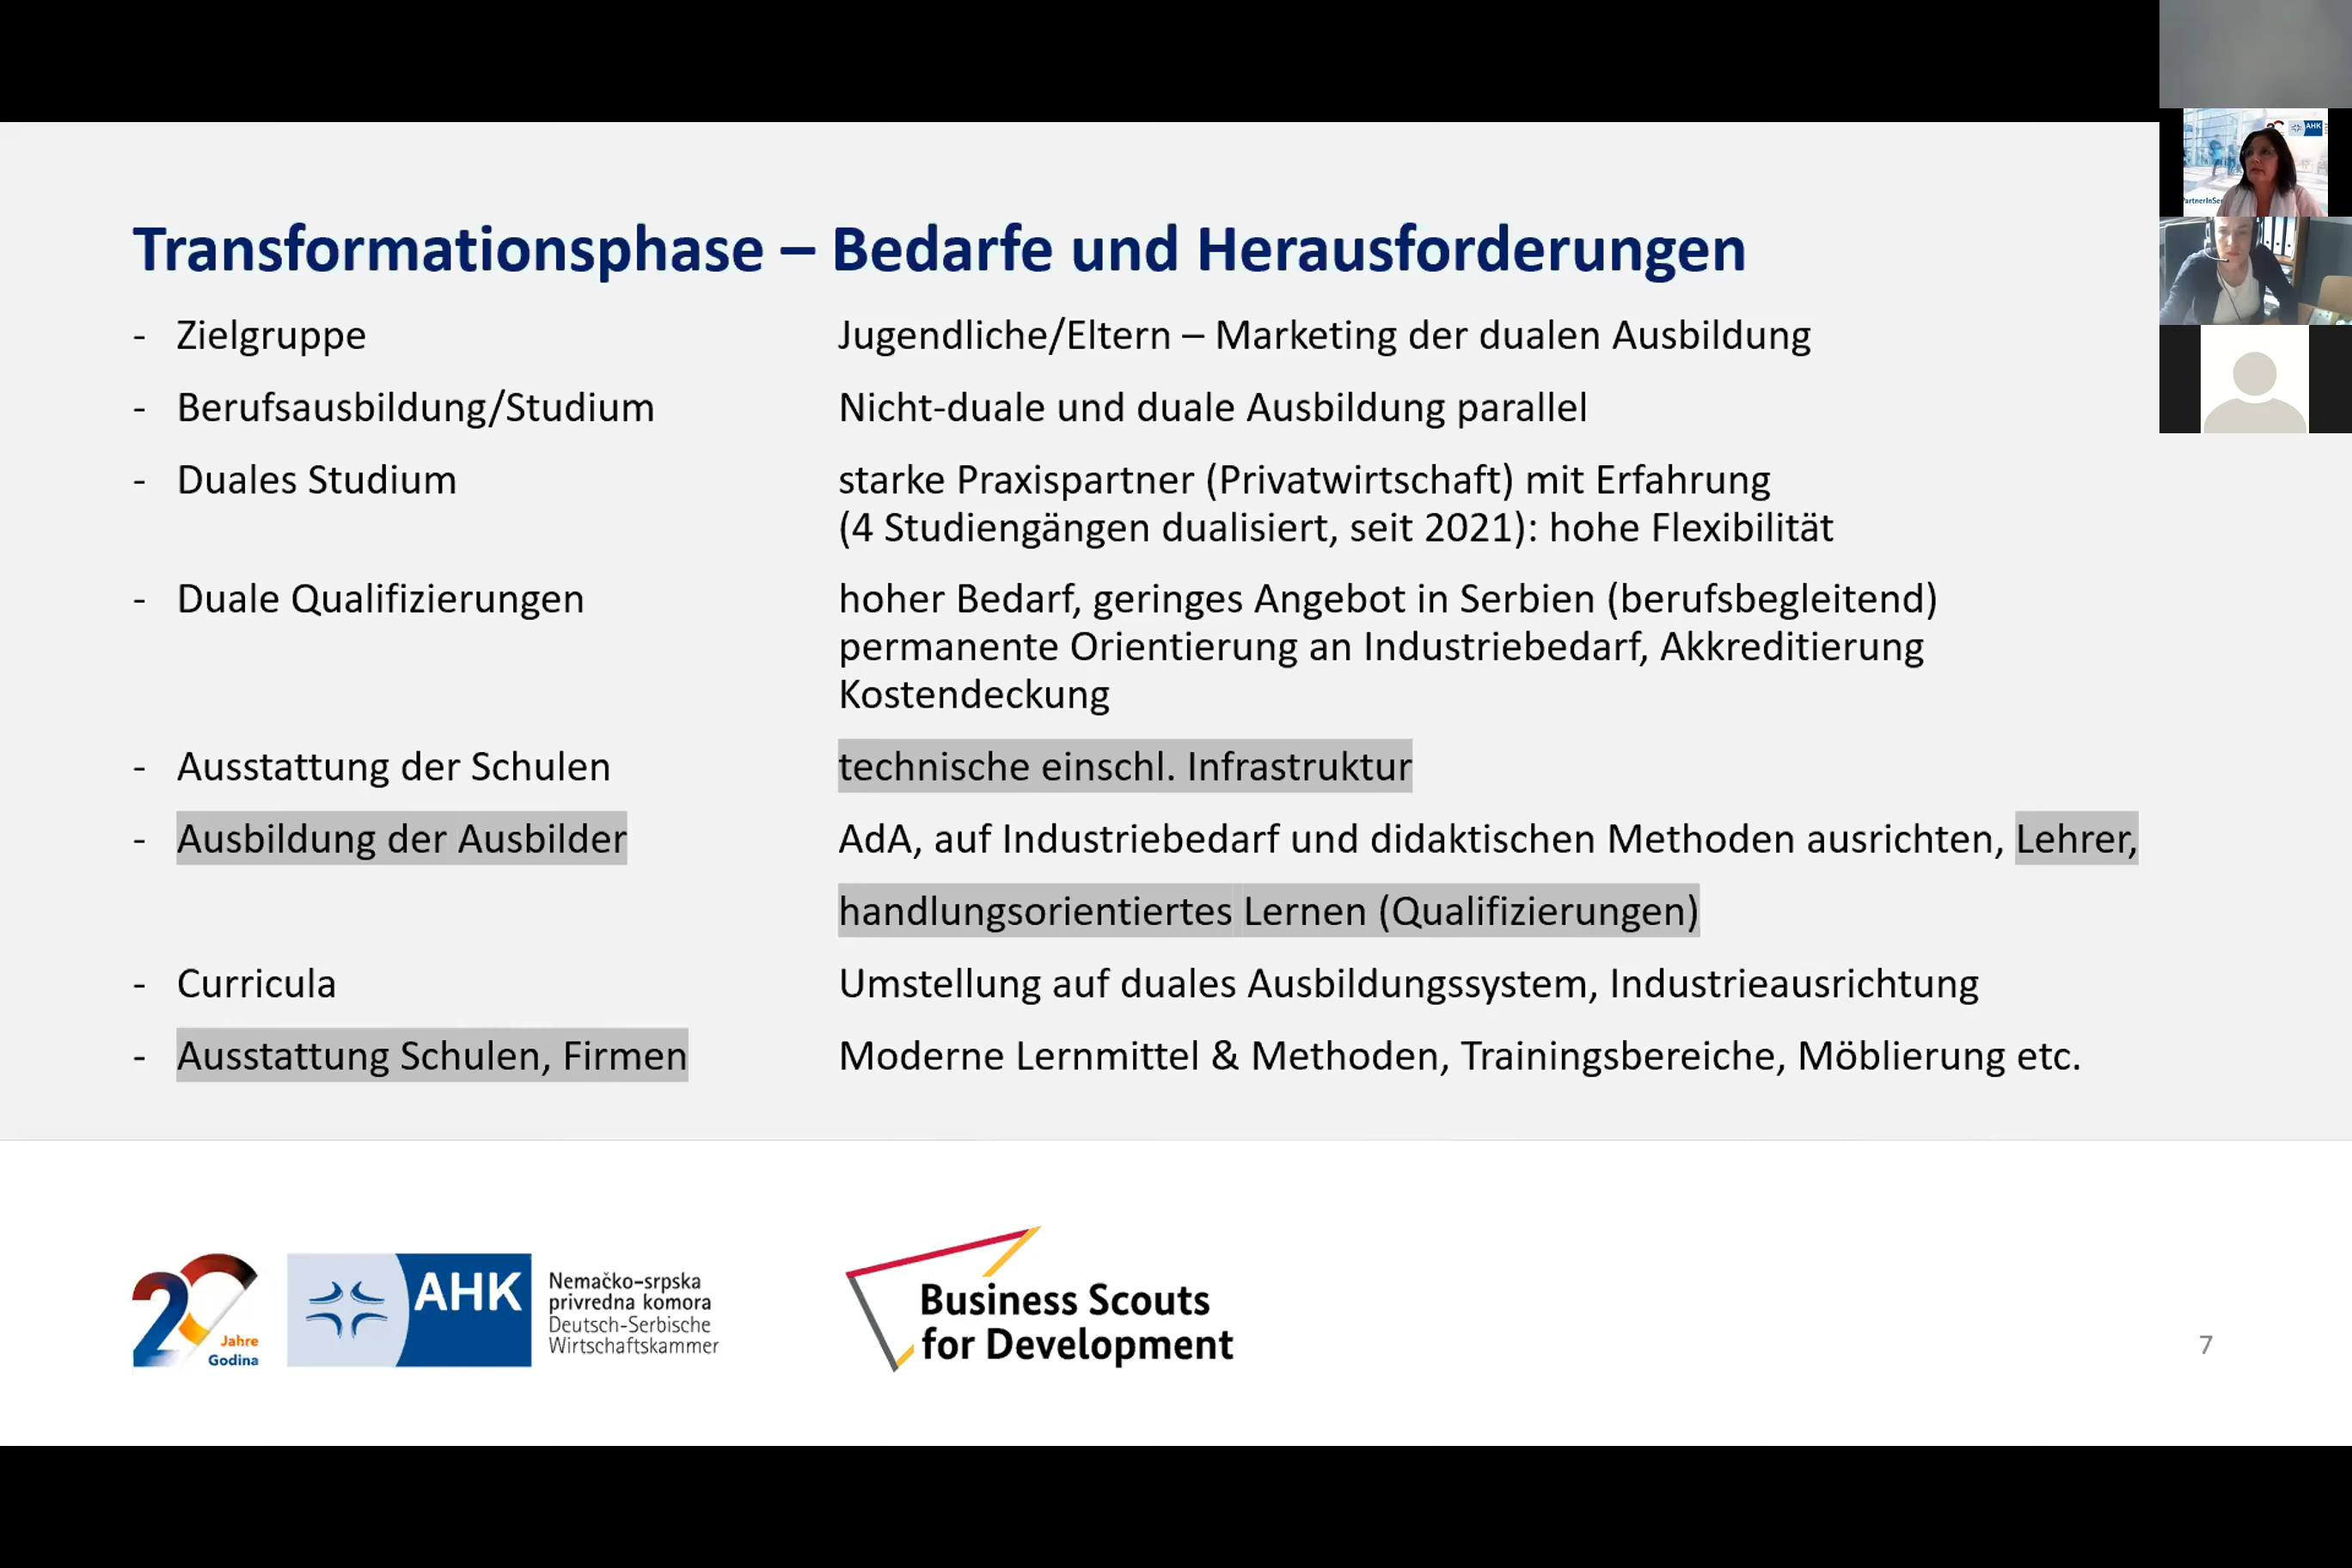 Transformationsphase – Bedarfe und Herausforderungen
- Zielgruppe Jugendliche/Eltern – Marketing der dualen Ausbildung
- Berufsausbildung/Studium Nicht-duale und duale Ausbildung parallel
- Duales Studium starke Praxispartner (Privatwirtschaft) mit Erfahrung
(4 Studiengängen dualisiert, seit 2021): hohe Flexibilität
- Duale Qualifizierungen hoher Bedarf, geringes Angebot in Serbien (berufsbegleitend)
permanente Orientierung an Industriebedarf, Akkreditierung
Kostendeckung
- Ausstattung der Schulen technische einschl. Infrastruktur
- Ausbildung der Ausbilder AdA, auf Industriebedarf und didaktischen Methoden ausrichten, Lehrer,
handlungsorientiertes Lernen (Qualifizierungen)
- Curricula Umstellung auf duales Ausbildungssystem, Industrieausrichtung
- Ausstattung Schulen, Firmen Moderne Lernmittel & Methoden, Trainingsbereiche, Möblierung etc.
20 Jahre
Godina
AHK
Nemačko-srpska
privredna komora
Deutsch-Serbische
Wirtschaftskammer
Business Scouts
for Development
7
AHK